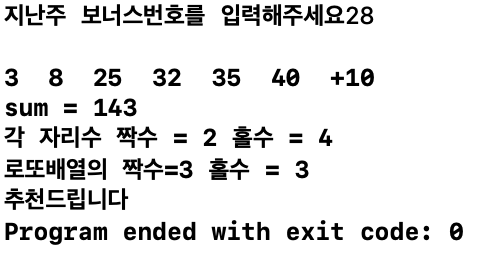 지난주 보너스번호를 입력해주세요28
3 8 25 32 35 40 +10
sum = 143
각 자리수 짝수 = 2 홀수 = 4
로또배열의 짝수=3 홀수 = 3
추천드립니다
Program ended with exit code: 0